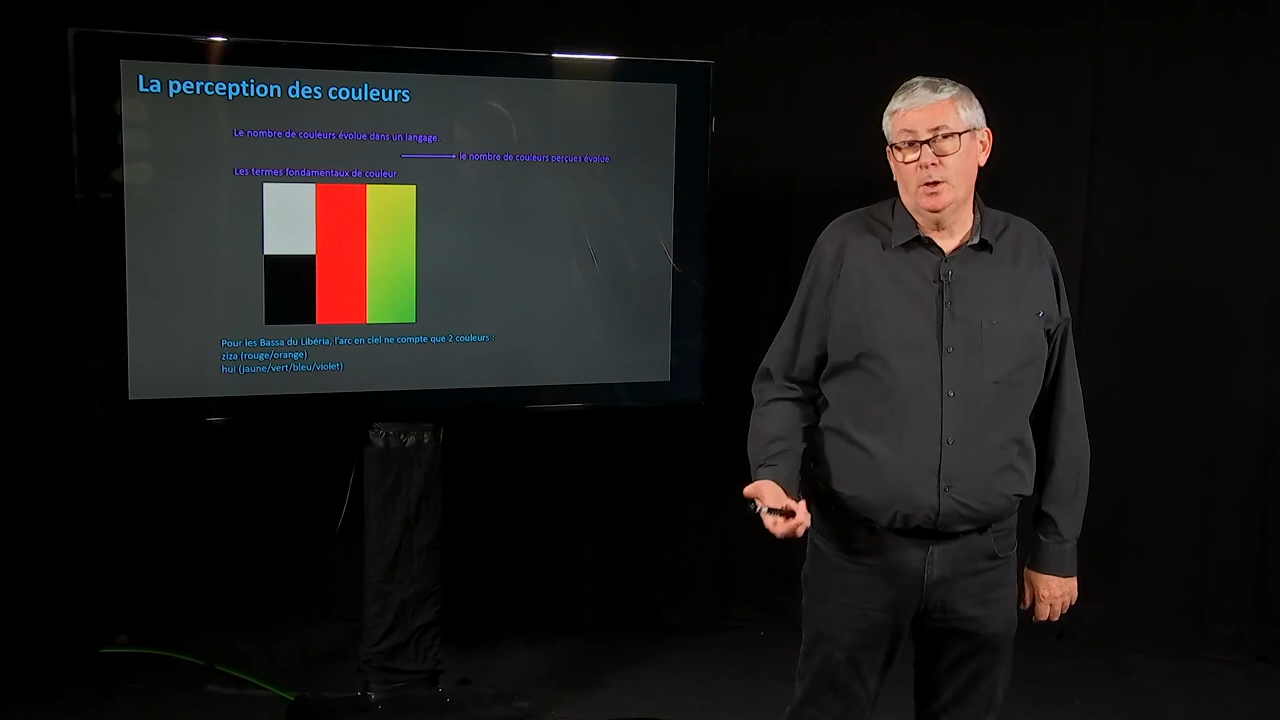 La perception des couleurs
Le nombre de couleurs évolue dans un langage.
le nombre de couleurs perçues évolue
Les termes fondamentaux de couleur
Pour les Bassa du Libéria, l'arc en ciel ne compte que 2 couleurs :
ziza (rouge/orange)
hui (jaune/vert/bleu/violet)